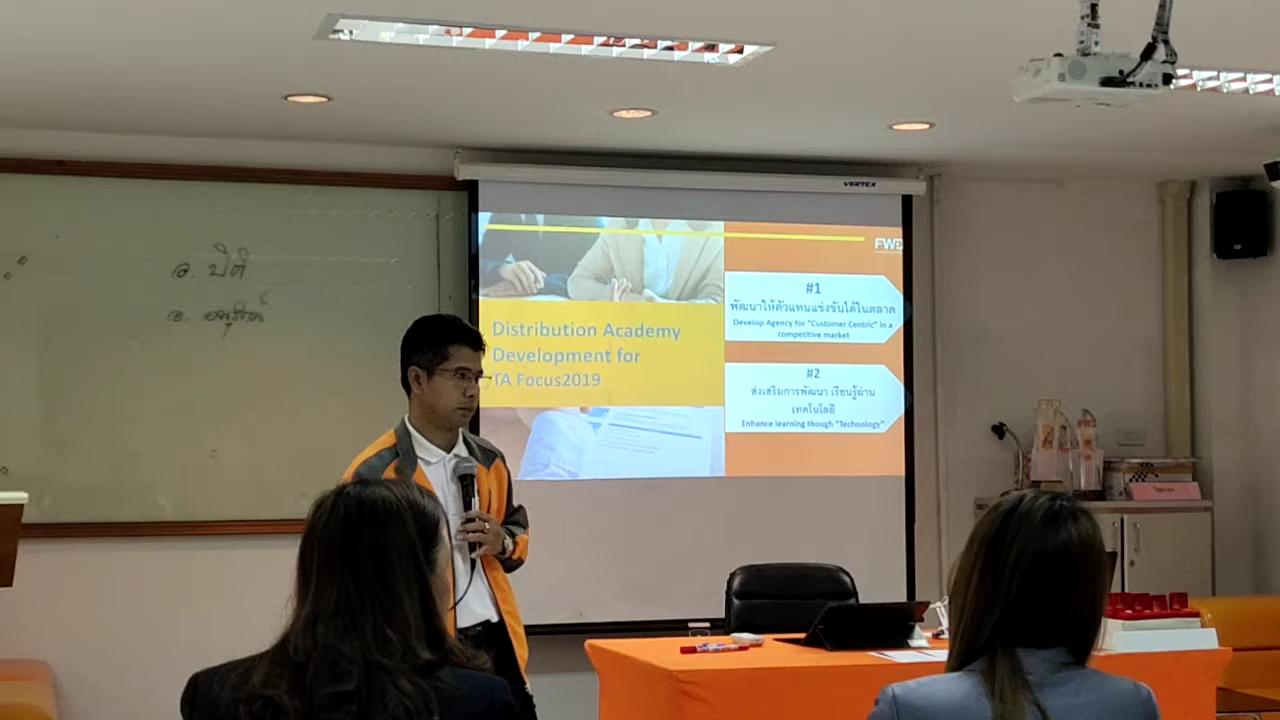 VERTEX
อ. ปิติ
FWD
Distribution Academy
Development for
TA Focus2019
#1
พัฒนาให้ตัวแทนแข่งขันได้ในตลาด
Develop Agency for "Customer Centric" in a
competitive market
#2
ส่งเสริมการพัฒนา เรียนรู้ผ่าน
เทคโนโลยี
Enhance learning though "Technology"